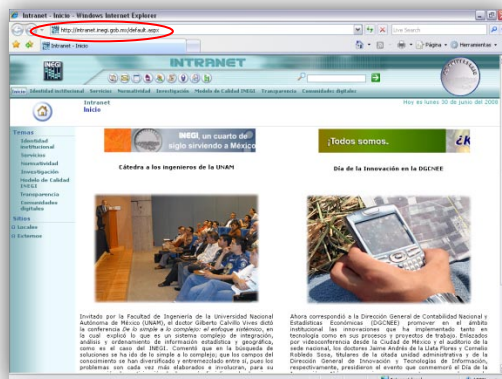 Intranet - Inicio - Windows Internet Explorer
http://intranet.inegi.gob.mx/default.aspx
Live Search
Intranet - Inicio
Página
Herramientas
INEGI
INTRANET
Inicio Identidad institucional Servicios Normatividad Investigación Modelo de Calidad INEGI Transparencia Comunidades digitales
Intranet
Inicio
Hoy es lunes 30 de junio del 2008
Temas
Identidad
institucional
Servicios
Normatividad
Investigación
Modelo de Calidad
INEGI
Transparencia
Comunidades
digitales
Sitios
Locales
Externos
INEGI, un cuarto de
siglo sirviendo a México
Cátedra a los ingenieros de la UNAM
Invitado por la Facultad de Ingeniería de la Universidad Nacional
Autónoma de México (UNAM), el doctor Gilberto Calvillo Vives dictó
la conferencia De lo simple a lo complejo: el enfoque sistémico, en
la cual explicó lo que es un sistema complejo de integración,
análisis y ordenamiento de información estadística y geográfica,
como es el caso del INEGI. Comentó que en la búsqueda de
soluciones se ha ido de lo simple a lo complejo; que los campos del
conocimiento se han diversificado y entremezclado entre sí, pues los
problemas son cada vez más elaborados e involucran, para su
¡Todos somos.
Día de la Innovación en la DGCNEE
Ahora correspondió a la Dirección General de Contabilidad Nacional y
Estadísticas Económicas (DGCNEE) promover en el ámbito
institucional las innovaciones que ha implementado tanto en
tecnología como en sus procesos y proyectos de trabajo. Enlazados
por videoconferencia desde la Ciudad de México y el auditorio de la
sede nacional, los doctores Jaime Andrés de la Llata Flores y Cornalia
Robledo Sosa, titulares de la citada unidad administrativa y de la
Dirección General de Innovación y Tecnologías de Información,
respectivamente, presidieron el evento que conmemoró el Día de la